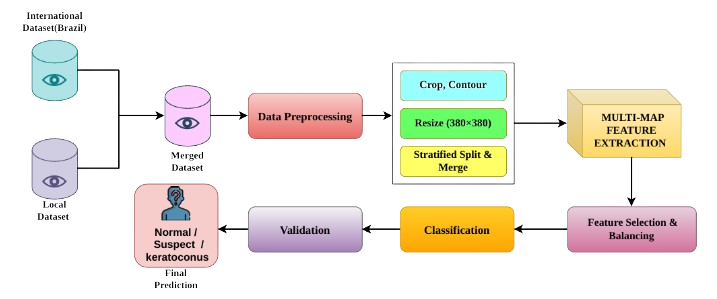 International
Dataset(Brazil)
Local
Dataset
Merged
Dataset
Data Preprocessing
Crop, Contour
Resize (380×380)
Stratified Split &
Merge
MULTI-MAP
FEATURE
EXTRACTION
Feature Selection &
Balancing
Classification
Validation
Normal /
Suspect /
keratoconus
Final
Prediction